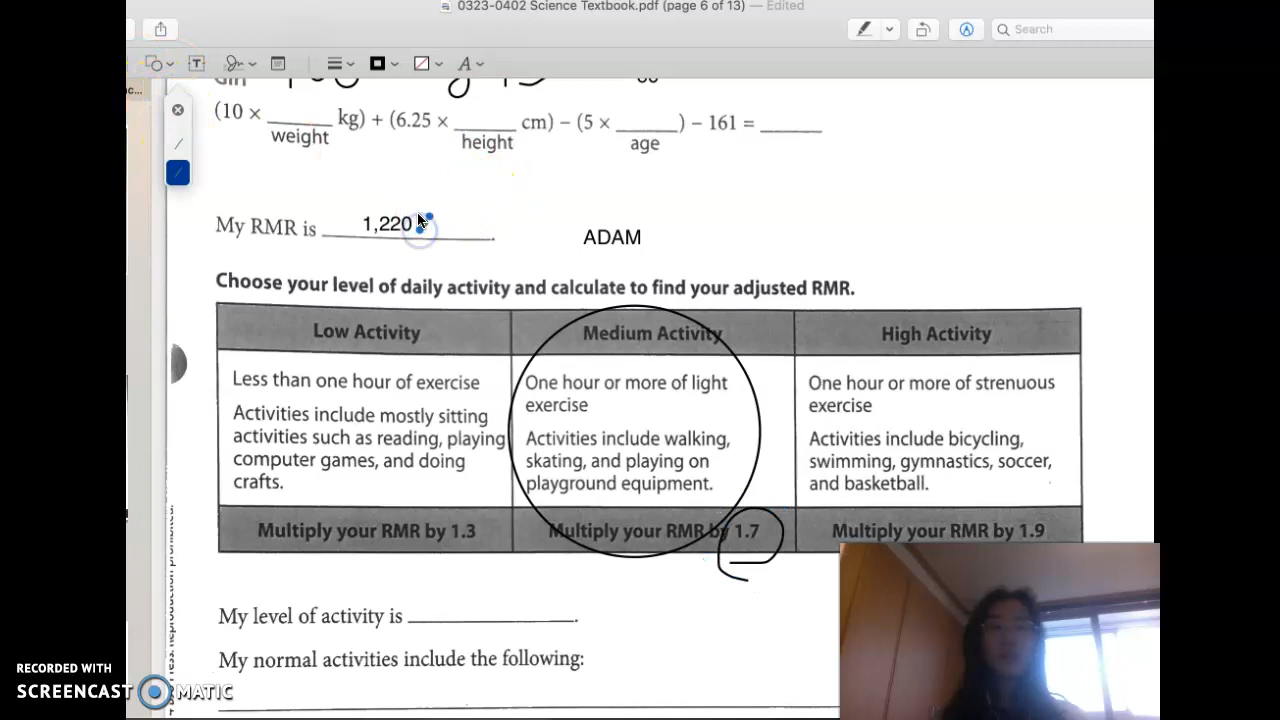 0323-0402 Science Textbook.pdf (page 6 of 13) — Edited
Search
(10 × ______ kg) + (6.25 × ______ cm) − (5 × ______ ) − 161 = ______
weight height age
My RMR is 1,220 .
ADAM
Choose your level of daily activity and calculate to find your adjusted RMR.
Low Activity Medium Activity High Activity
Less than one hour of exercise
Activities include mostly sitting
activities such as reading, playing
computer games, and doing
crafts.
One hour or more of light
exercise
Activities include walking,
skating, and playing on
playground equipment.
One hour or more of strenuous
exercise
Activities include bicycling,
swimming, gymnastics, soccer,
and basketball.
Multiply your RMR by 1.3 Multiply your RMR by 1.7 Multiply your RMR by 1.9
My level of activity is ______________.
My normal activities include the following:
RECORDED WITH
SCREENCAST MATIC